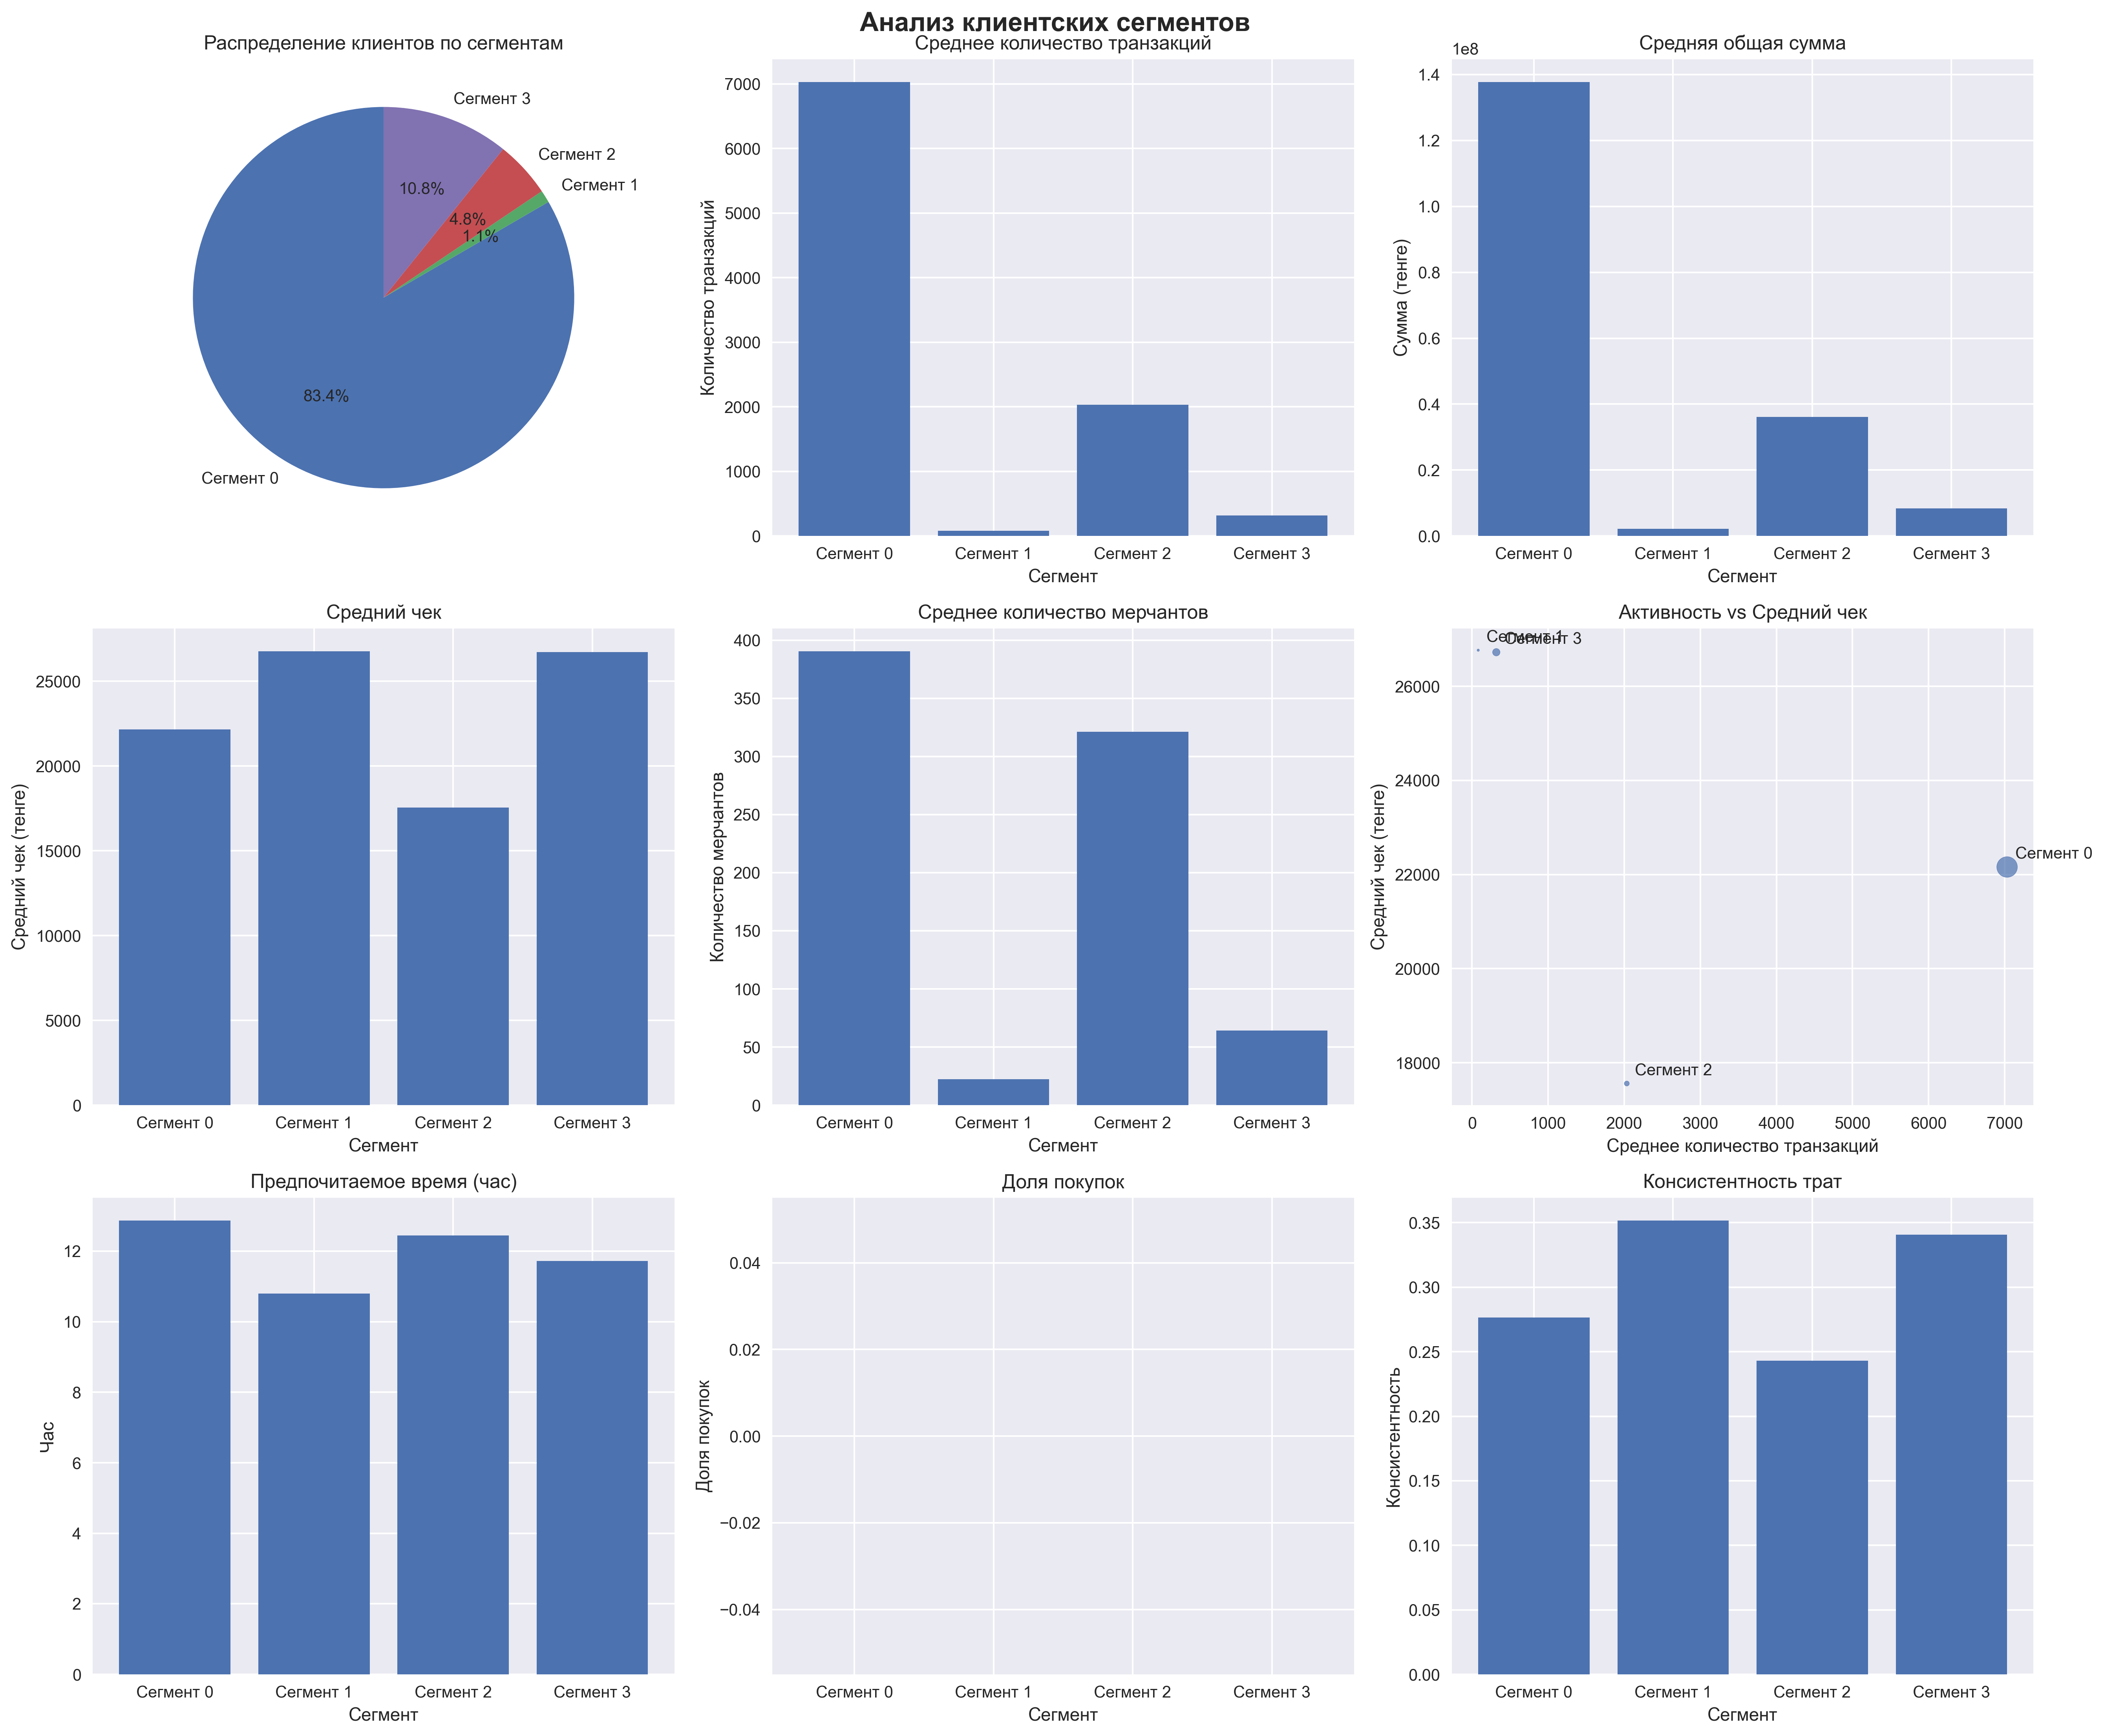 Анализ клиентских сегментов
Распределение клиентов по сегментам
Сегмент 3
Сегмент 2
Сегмент 1
10.8%
4.8%
1.1%
83.4%
Сегмент 0
Среднее количество транзакций
Количество транзакций
7000
6000
5000
4000
3000
2000
1000
0
Сегмент 0 Сегмент 1 Сегмент 2 Сегмент 3
Сегмент
Средняя общая сумма
1e8
Сумма (тенге)
1.4
1.2
1.0
0.8
0.6
0.4
0.2
0.0
Сегмент 0 Сегмент 1 Сегмент 2 Сегмент 3
Сегмент
Средний чек
Средний чек (тенге)
25000
20000
15000
10000
5000
0
Сегмент 0 Сегмент 1 Сегмент 2 Сегмент 3
Сегмент
Среднее количество мерчантов
Количество мерчантов
400
350
300
250
200
150
100
50
0
Сегмент 0 Сегмент 1 Сегмент 2 Сегмент 3
Сегмент
Активность vs Средний чек
Средний чек (тенге)
Сегмент 1
Сегмент 3
Сегмент 0
Сегмент 2
26000
24000
22000
20000
18000
0 1000 2000 3000 4000 5000 6000 7000
Среднее количество транзакций
Предпочитаемое время (час)
Час
12
10
8
6
4
2
0
Сегмент 0 Сегмент 1 Сегмент 2 Сегмент 3
Сегмент
Доля покупок
Доля покупок
0.04
0.02
0.00
−0.02
−0.04
Сегмент 0 Сегмент 1 Сегмент 2 Сегмент 3
Сегмент
Консистентность трат
Консистентность
0.35
0.30
0.25
0.20
0.15
0.10
0.05
0.00
Сегмент 0 Сегмент 1 Сегмент 2 Сегмент 3
Сегмент